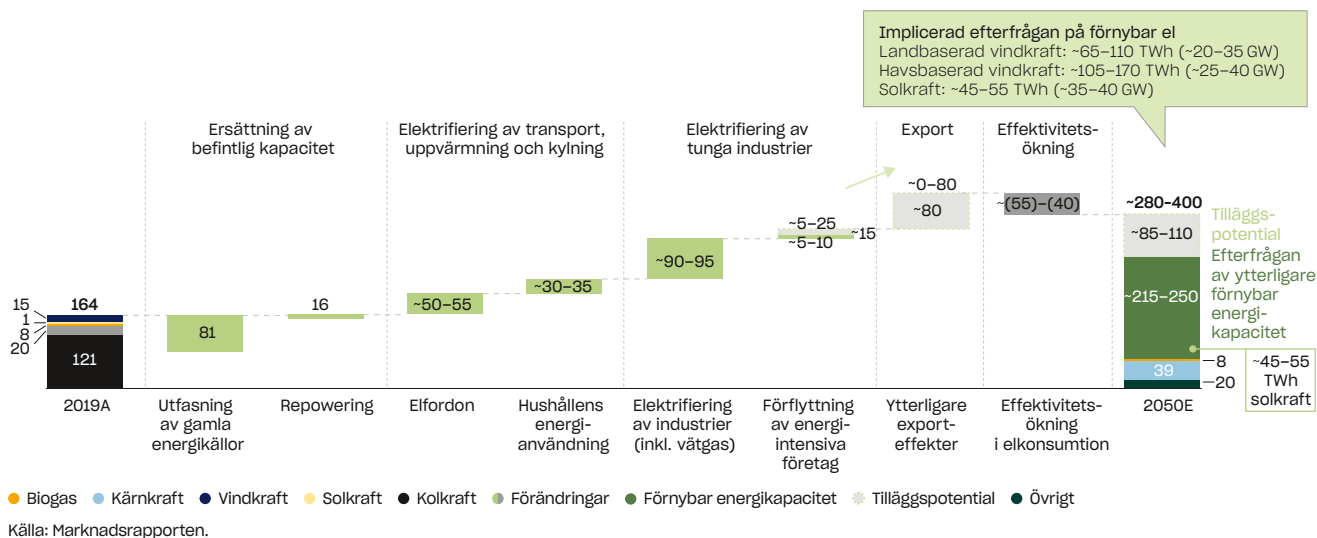 Implicerad efterfrågan på förnybar el
Landbaserad vindkraft: ~65–110 TWh (~20–35 GW)
Havsbaserad vindkraft: ~105–170 TWh (~25–40 GW)
Solkraft: ~45–55 TWh (~35–40 GW)
Ersättning av
befintlig kapacitet
Elektrifiering av transport,
uppvärmning och kylning
Elektrifiering av
tunga industrier
Export
Effektivitets-
ökning
15
1
8
20
164
121
81
16
~50–55
~30–35
~90–95
~5–25
~15
~5–10
~0–80
~80
~(55)–(40)
~280-400
~85–110
~215–250
39
8
20
Tilläggs-
potential
Efterfrågan
av ytterligare
förnybar
energi-
kapacitet
~45–55
TWh
solkraft
2019A
Utfasning
av gamla
energikällor
Repowering
Elfordon
Hushållens
energi-
användning
Elektrifiering
av industrier
(inkl. vätgas)
Förflyttning
av energi-
intensiva
företag
Ytterligare
export-
effekter
Effektivitets-
ökning
i elkonsumtion
2050E
Biogas
Kärnkraft
Vindkraft
Solkraft
Kolkraft
Förändringar
Förnybar energikapacitet
Tilläggspotential
Övrigt
Källa: Marknadsrapporten.